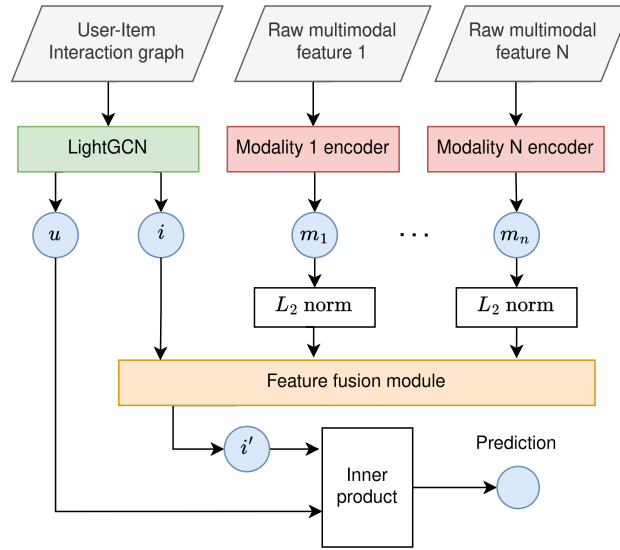 User-Item
Interaction graph
Raw multimodal
feature 1
Raw multimodal
feature N
LightGCN
Modality 1 encoder
Modality N encoder
u
i
m₁
...
mₙ
L₂ norm
L₂ norm
Feature fusion module
i′
Inner
product
Prediction